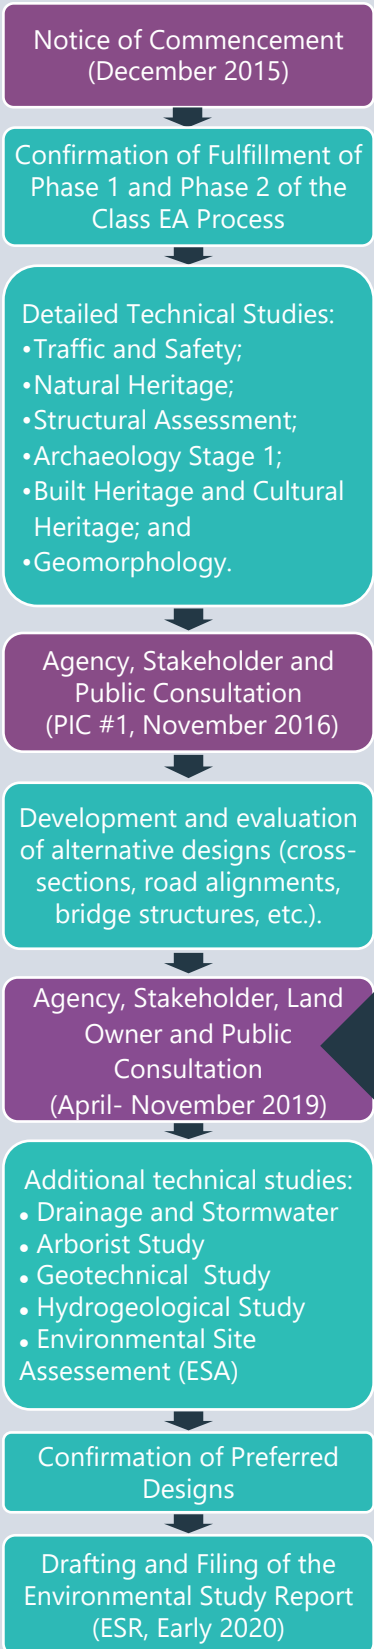 Notice of Commencement
(December 2015)
Confirmation of Fulfillment of
Phase 1 and Phase 2 of the
Class EA Process
Detailed Technical Studies:
•Traffic and Safety;
•Natural Heritage;
•Structural Assessment;
•Archaeology Stage 1;
•Built Heritage and Cultural
Heritage; and
•Geomorphology.
Agency, Stakeholder and
Public Consultation
(PIC #1, November 2016)
Development and evaluation
of alternative designs (cross-
sections, road alignments,
bridge structures, etc.).
Agency, Stakeholder, Land
Owner and Public
Consultation
(April- November 2019)
Additional technical studies:
• Drainage and Stormwater
• Arborist Study
• Geotechnical Study
• Hydrogeological Study
• Environmental Site
Assessement (ESA)
Confirmation of Preferred
Designs
Drafting and Filing of the
Environmental Study Report
(ESR, Early 2020)